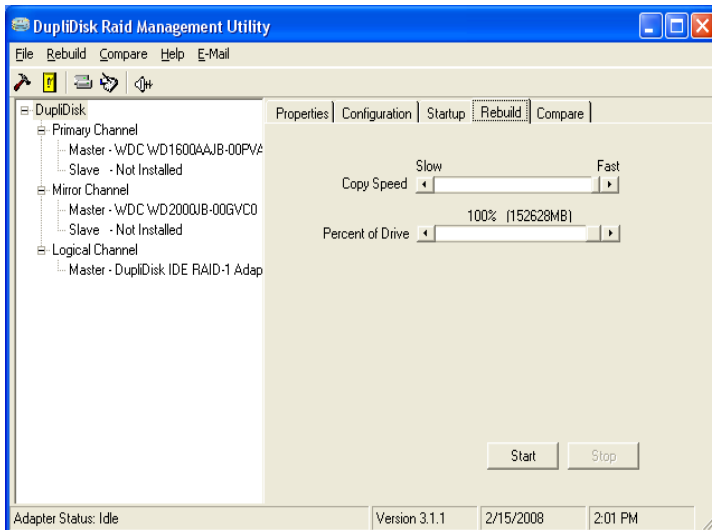 DupliDisk Raid Management Utility
File Rebuild Compare Help E-Mail
DupliDisk
Primary Channel
Master - WDC WD1600AAJB-00PVA
Slave - Not Installed
Mirror Channel
Master - WDC WD2000JB-00GVC0
Slave - Not Installed
Logical Channel
Master - DupliDisk IDE RAID-1 Adap
Properties Configuration Startup Rebuild Compare
Slow Fast
Copy Speed
100% (152628MB)
Percent of Drive
Start Stop
Adapter Status: Idle Version 3.1.1 2/15/2008 2:01 PM